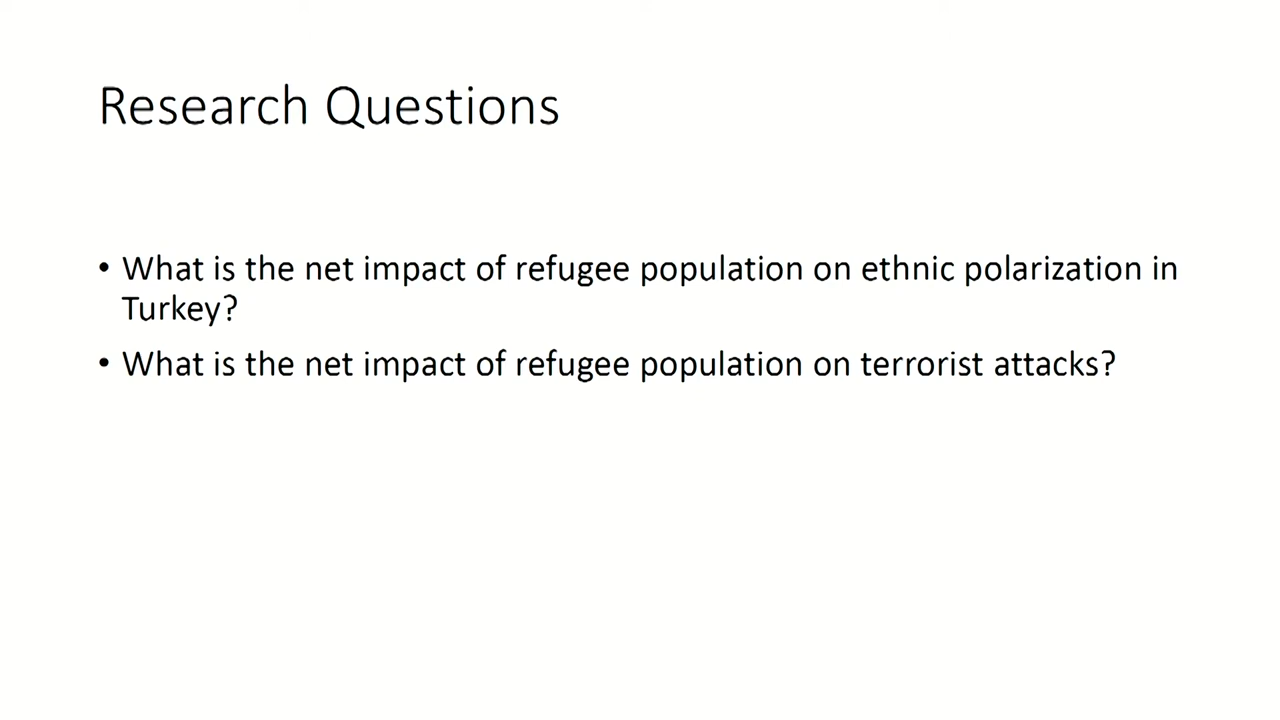 Research Questions
• What is the net impact of refugee population on ethnic polarization in
Turkey?
• What is the net impact of refugee population on terrorist attacks?